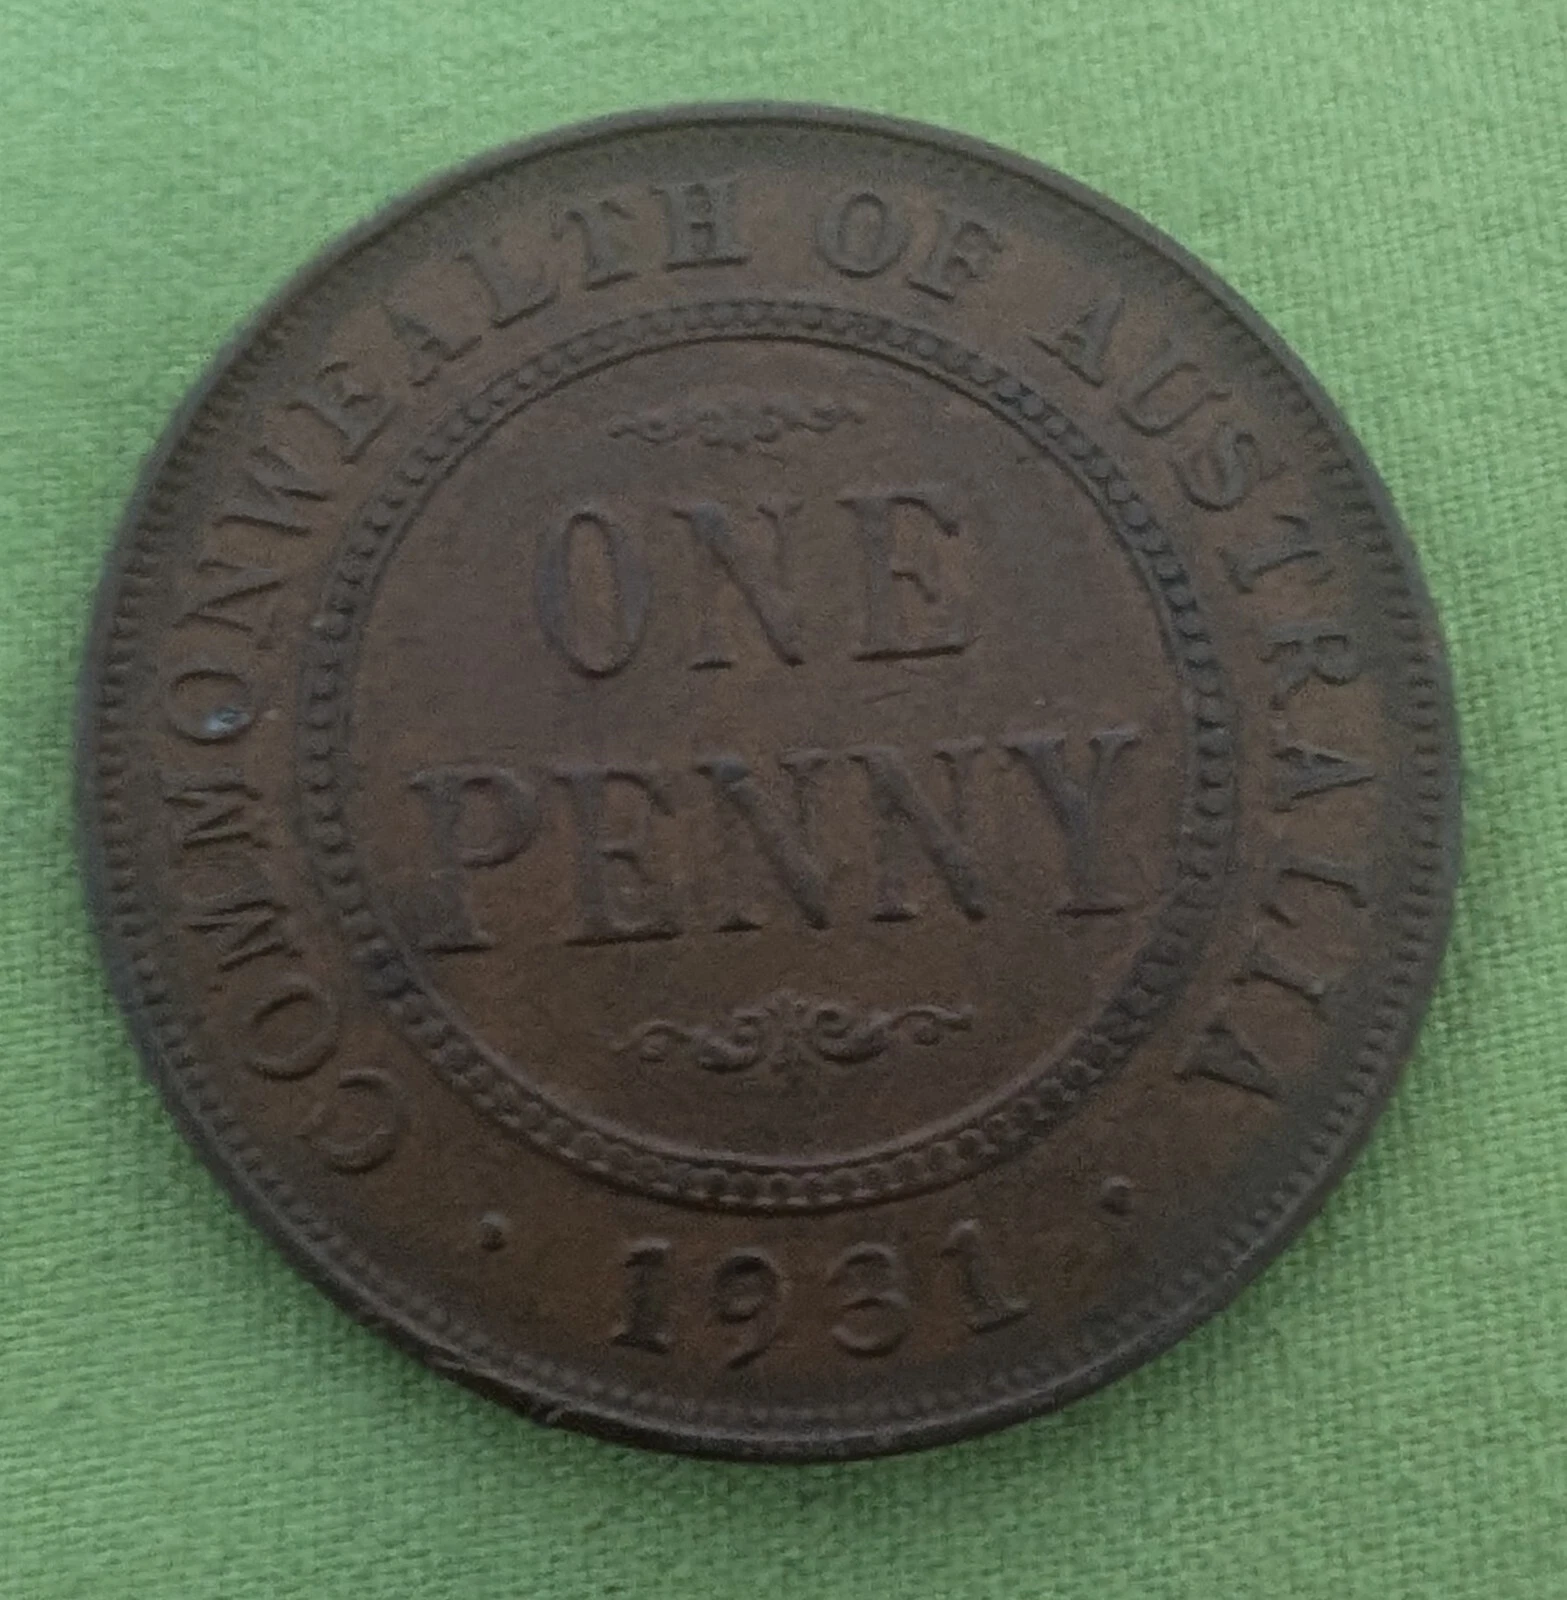 COMMONWEALTH OF AUSTRALIA
ONE
PENNY
· 1931 ·